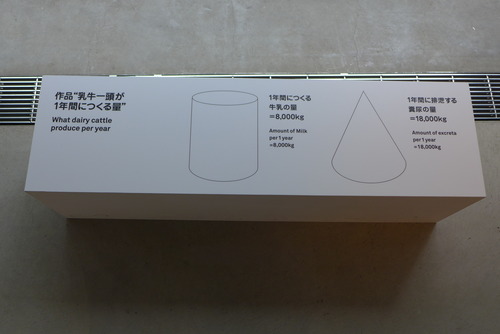 作品"乳牛一頭が
1年間につくる量"
What dairy cattle
produce per year
1年間につくる
牛乳の量
=8,000kg
Amount of Milk
per 1 year
=8,000kg
1年間に排泄する
糞尿の量
=18,000kg
Amount of excreta
per 1 year
=18,000kg